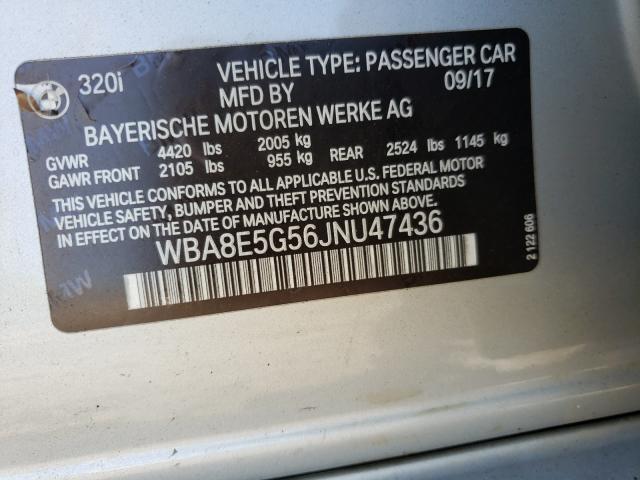 320i
VEHICLE TYPE: PASSENGER CAR
MFD BY 09/17
BAYERISCHE MOTOREN WERKE AG
GVWR 4420 lbs 2005 kg
GAWR FRONT 2105 lbs 955 kg REAR 2524 lbs 1145 kg
THIS VEHICLE CONFORMS TO ALL APPLICABLE U.S. FEDERAL MOTOR
VEHICLE SAFETY, BUMPER AND THEFT PREVENTION STANDARDS
IN EFFECT ON THE DATE OF MANUFACTURE SHOWN ABOVE.
WBA8E5G56JNU47436
2 122 606